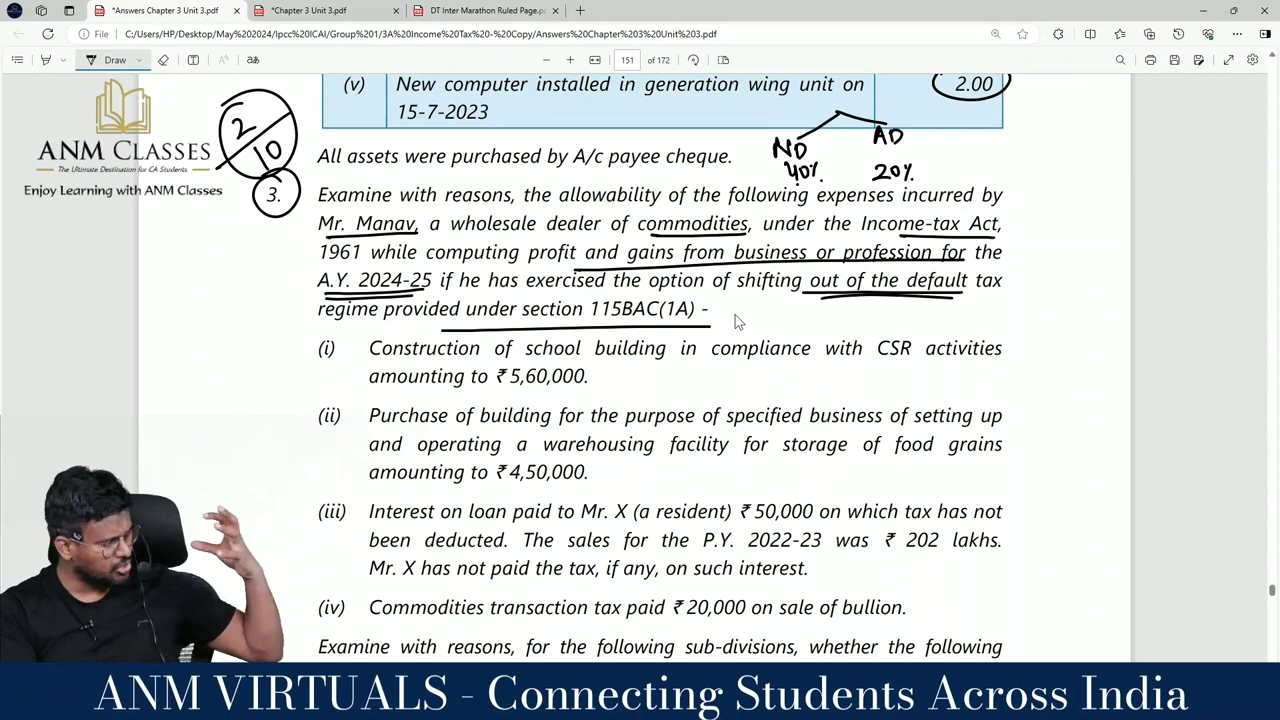 *Answers Chapter 3 Unit 3.pdf
*Chapter 3 Unit 3.pdf
DT Inter Marathon Ruled Page.p
File
C:/Users/HP/Desktop/May%202024/Ipcc%20ICAI/Group%201/3A%20Income%20Tax%20-%20Copy/Answers%20Chapter%203%20Unit%203.pdf
Draw
151 of 172
(v) New computer installed in generation wing unit on 2.00
15-7-2023
2
10
ND AD
40% 20%
ANM CLASSES
The Ultimate Destination for CA Students
Enjoy Learning with ANM Classes
All assets were purchased by A/c payee cheque.
3. Examine with reasons, the allowability of the following expenses incurred by
Mr. Manav, a wholesale dealer of commodities, under the Income-tax Act,
1961 while computing profit and gains from business or profession for the
A.Y. 2024-25 if he has exercised the option of shifting out of the default tax
regime provided under section 115BAC(1A) -
(i) Construction of school building in compliance with CSR activities
amounting to ₹ 5,60,000.
(ii) Purchase of building for the purpose of specified business of setting up
and operating a warehousing facility for storage of food grains
amounting to ₹ 4,50,000.
(iii) Interest on loan paid to Mr. X (a resident) ₹ 50,000 on which tax has not
been deducted. The sales for the P.Y. 2022-23 was ₹ 202 lakhs.
Mr. X has not paid the tax, if any, on such interest.
(iv) Commodities transaction tax paid ₹ 20,000 on sale of bullion.
Examine with reasons, for the following sub-divisions, whether the following
ANM VIRTUALS - Connecting Students Across India